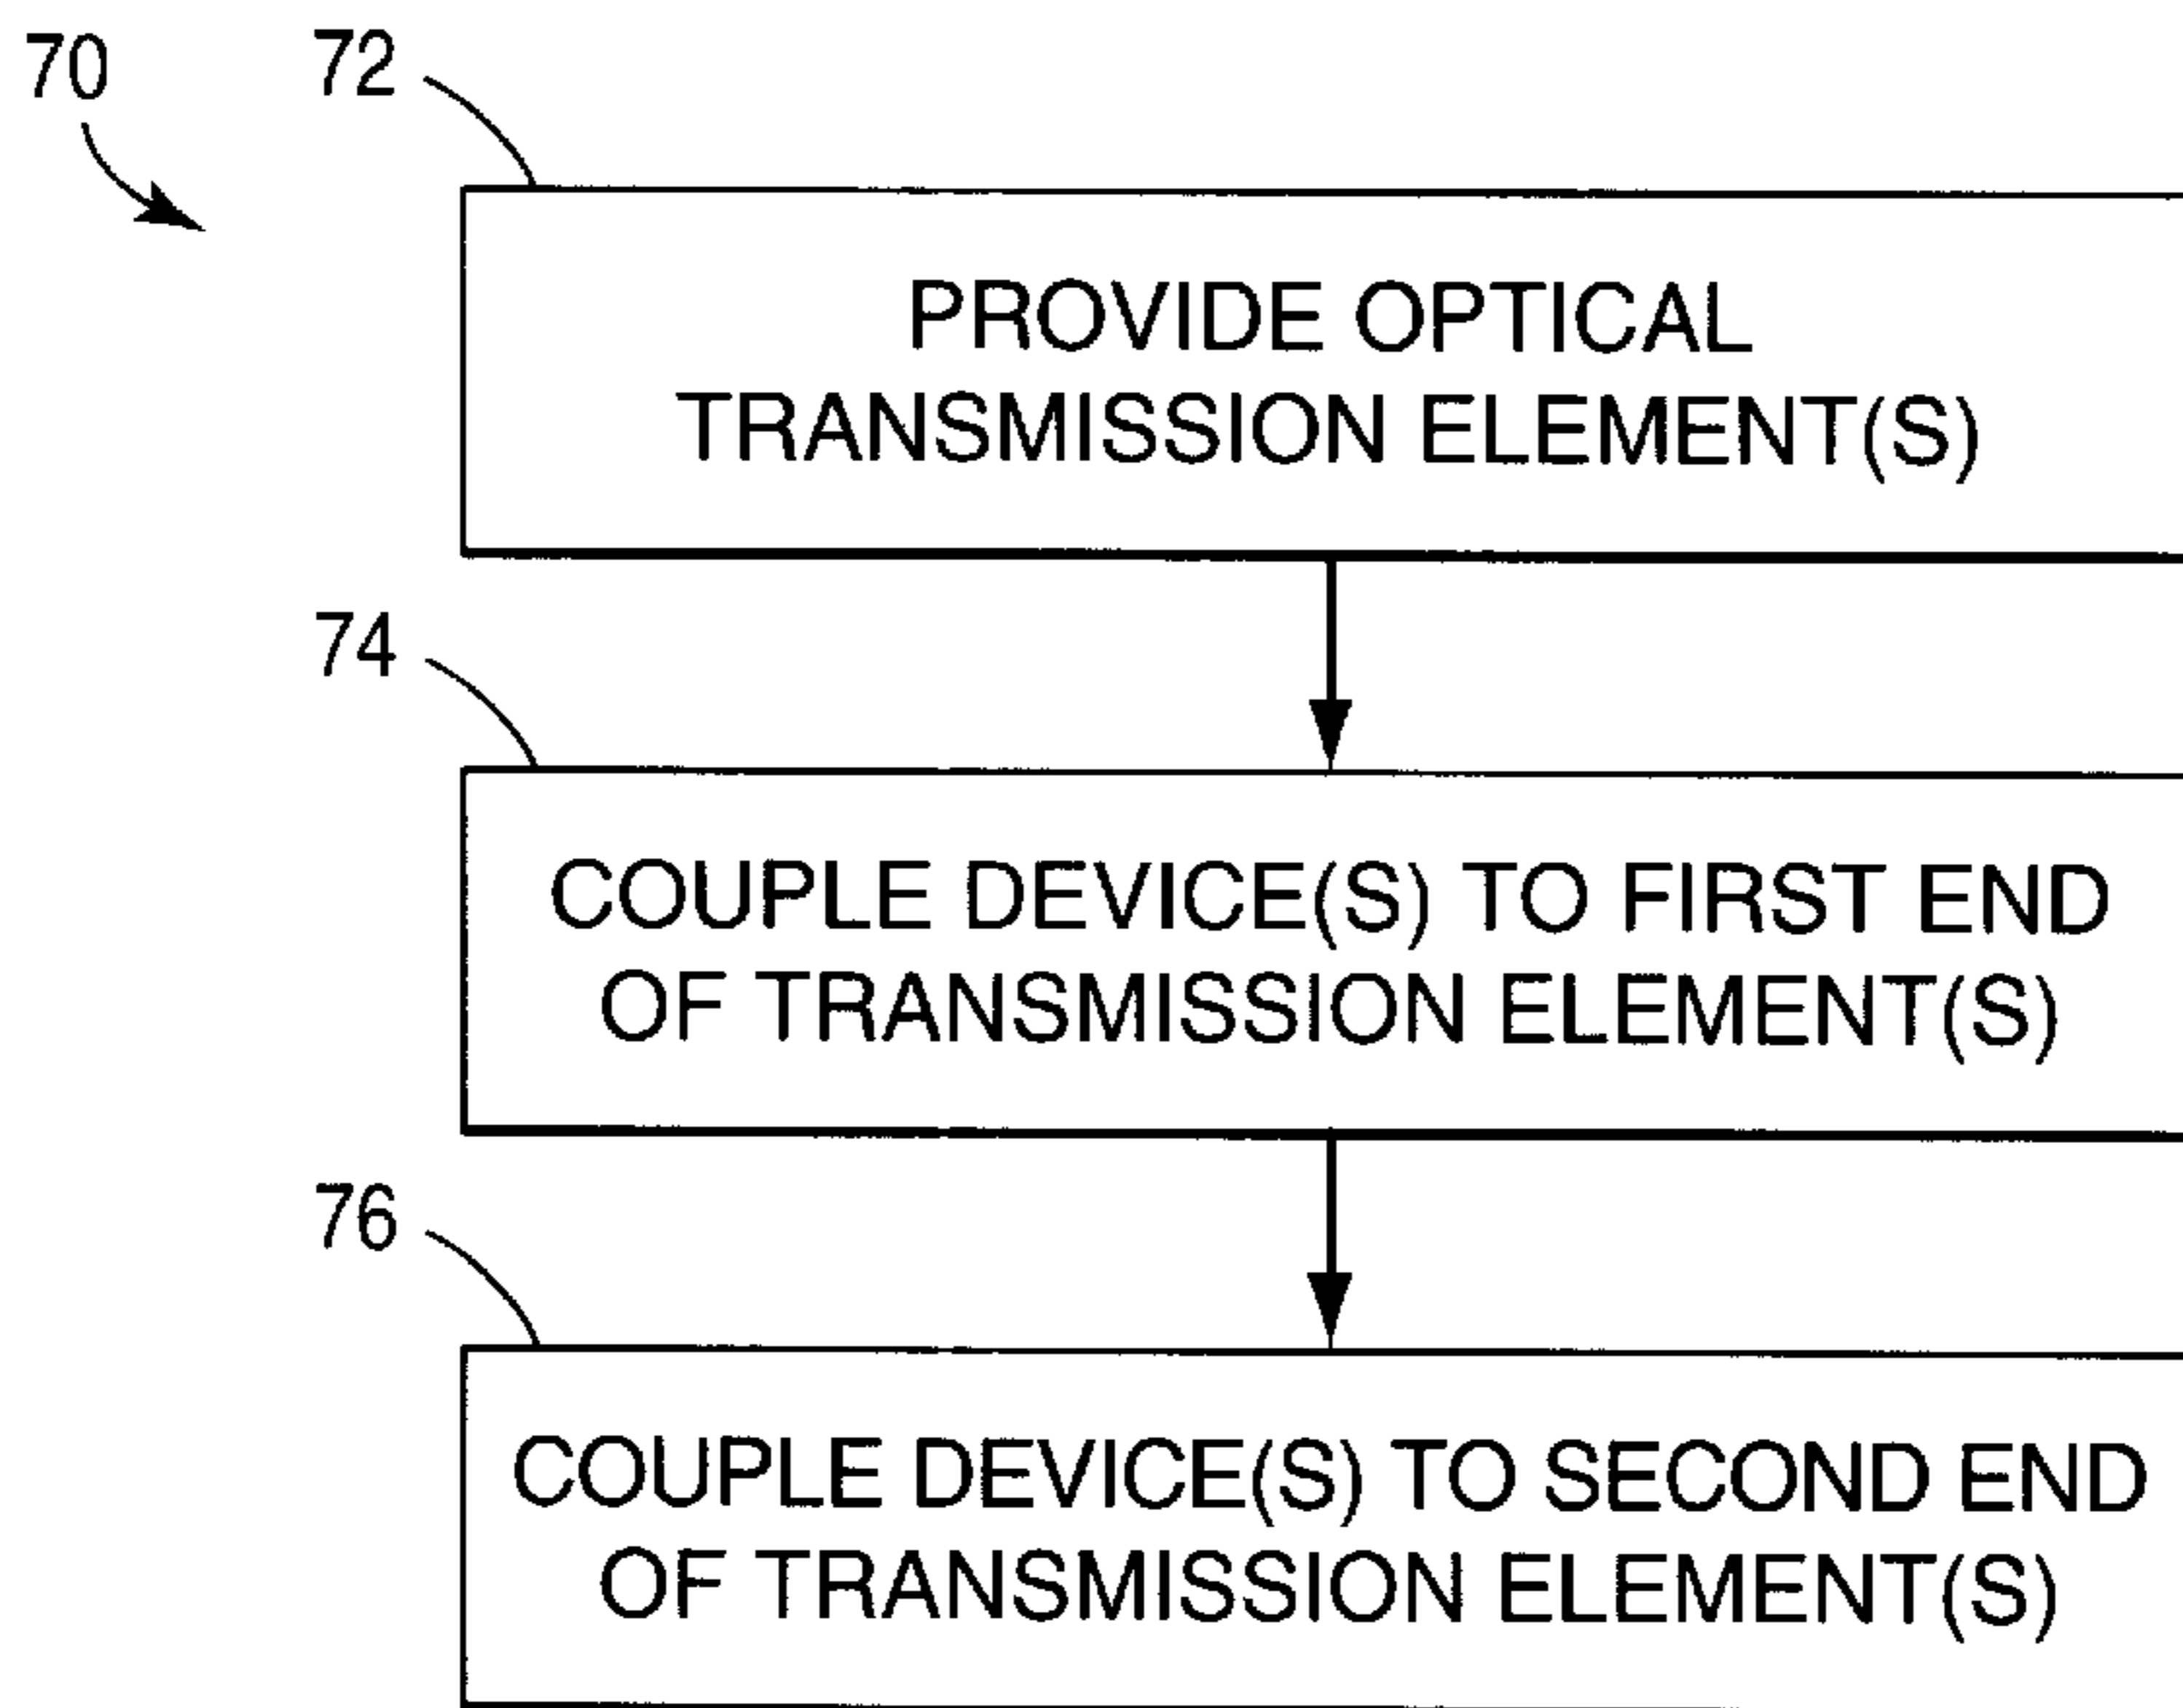 70
72
PROVIDE OPTICAL
TRANSMISSION ELEMENT(S)
74
COUPLE DEVICE(S) TO FIRST END
OF TRANSMISSION ELEMENT(S)
76
COUPLE DEVICE(S) TO SECOND END
OF TRANSMISSION ELEMENT(S)